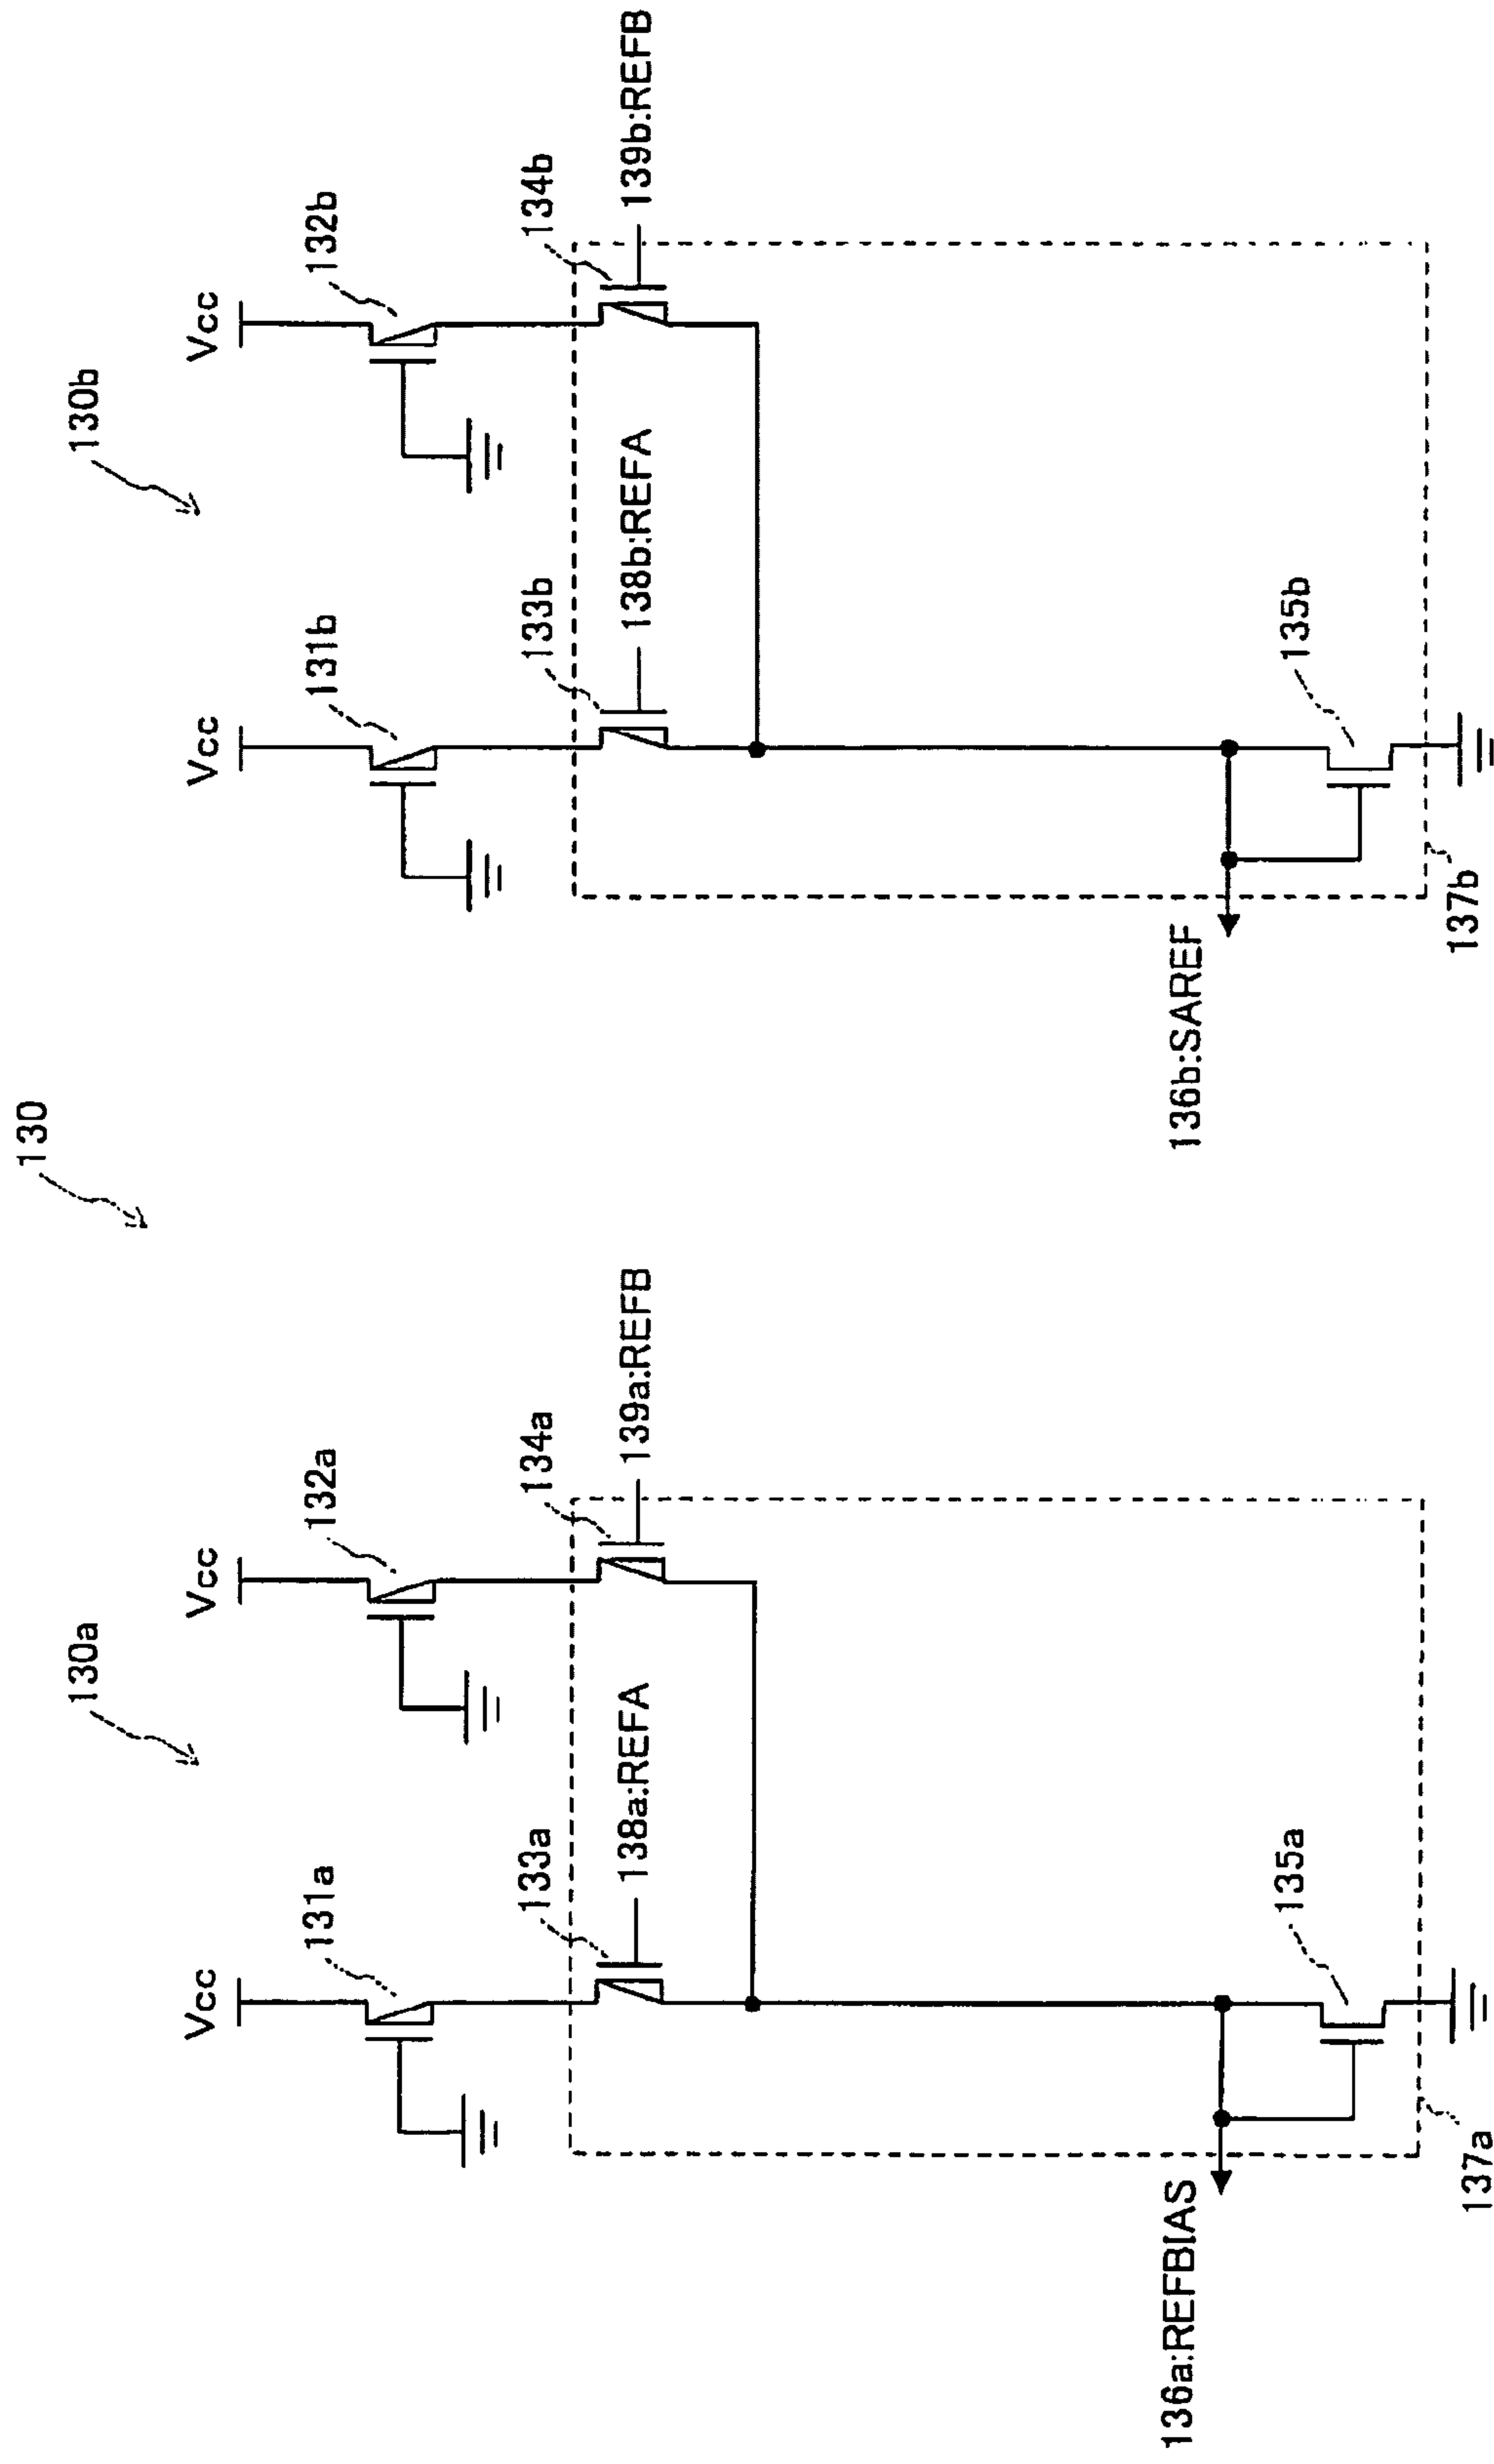 130
130a
130b
Vcc
Vcc
Vcc
Vcc
131a
132a
131b
132b
133a
134a
133b
134b
138a:REFA
139a:REFB
138b:REFA
139b:REFB
136a:REFBIAS
136b:SAREF
135a
135b
137a
137b